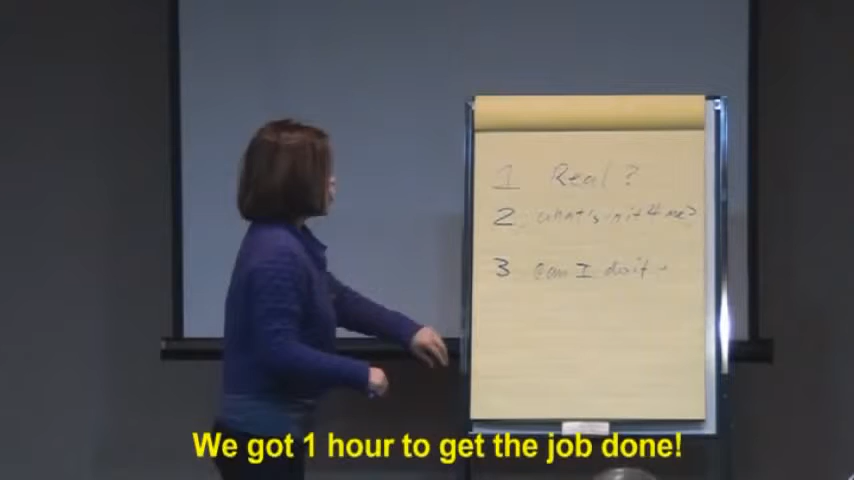 1 Real?
2 what's in it 4 me?
3 Can I do it
We got 1 hour to get the job done!